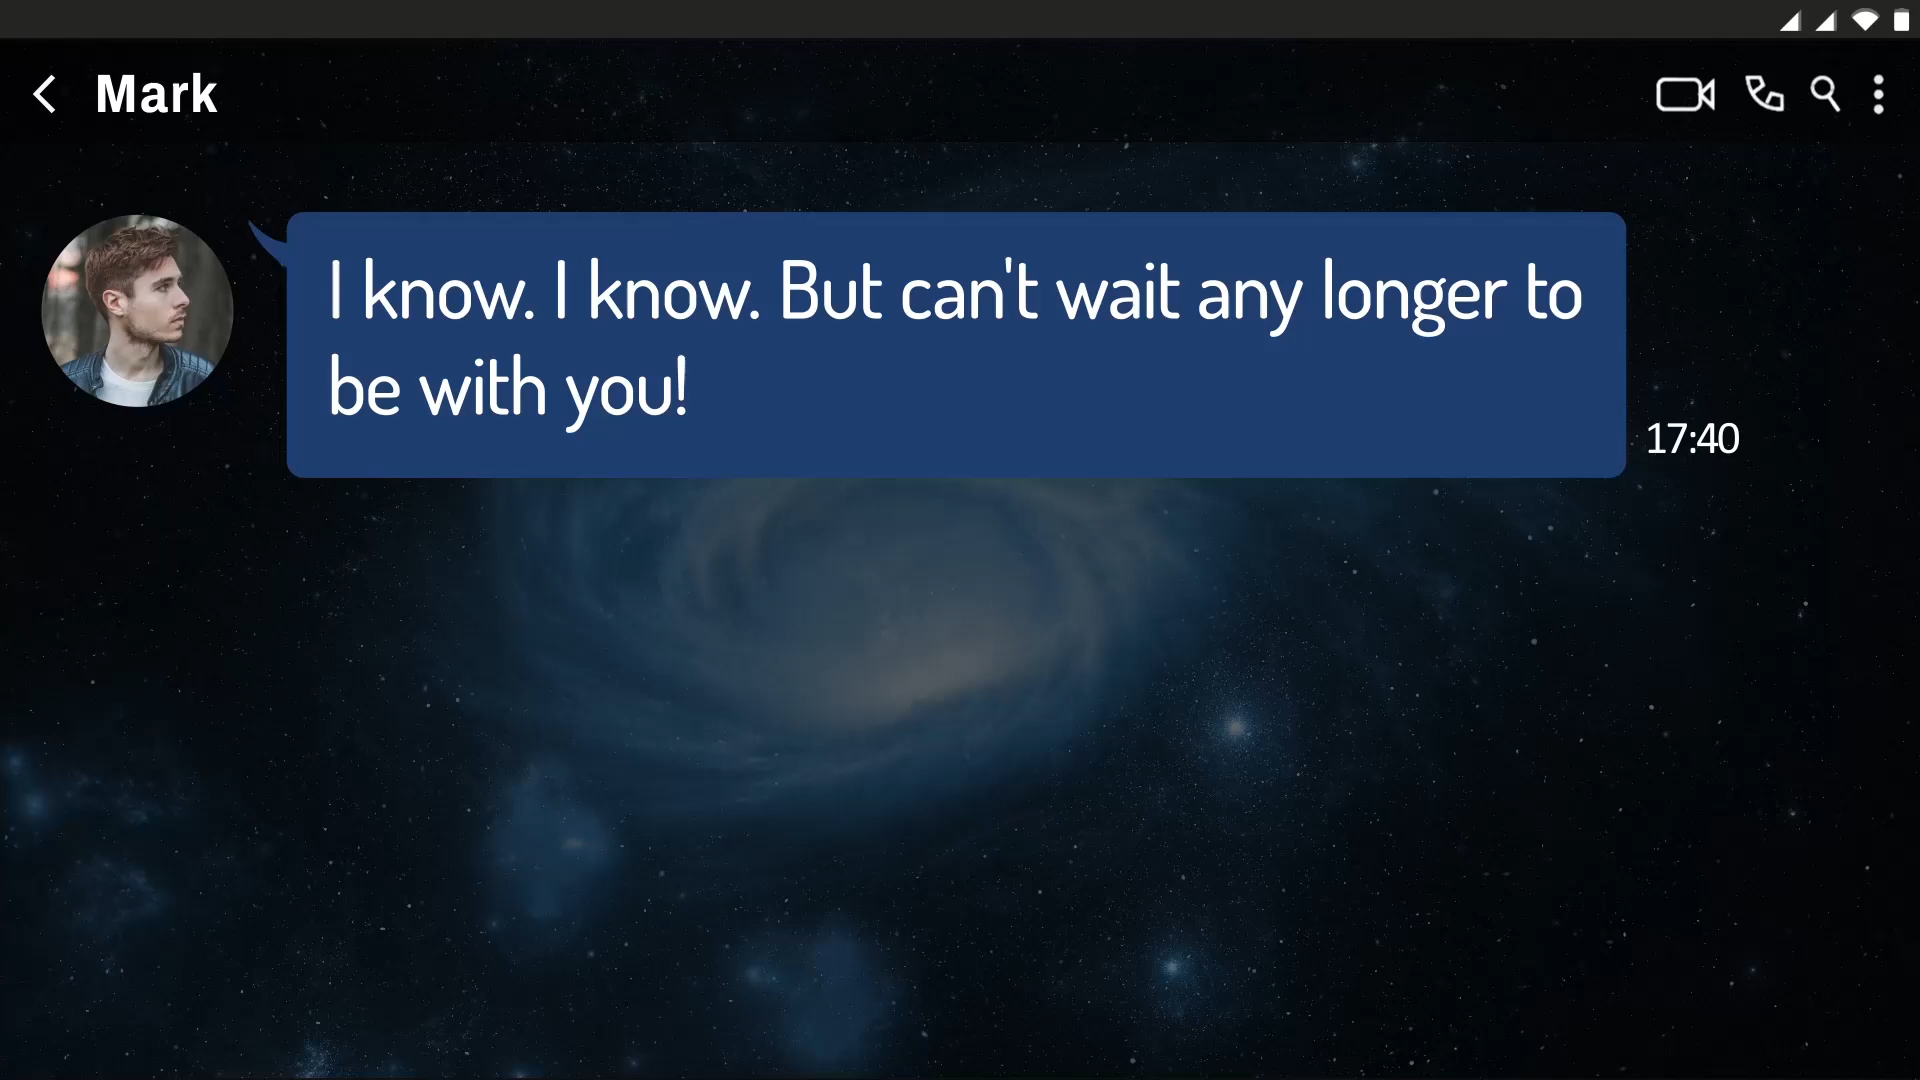 Mark
I know. I know. But can't wait any longer to
be with you!
17:40